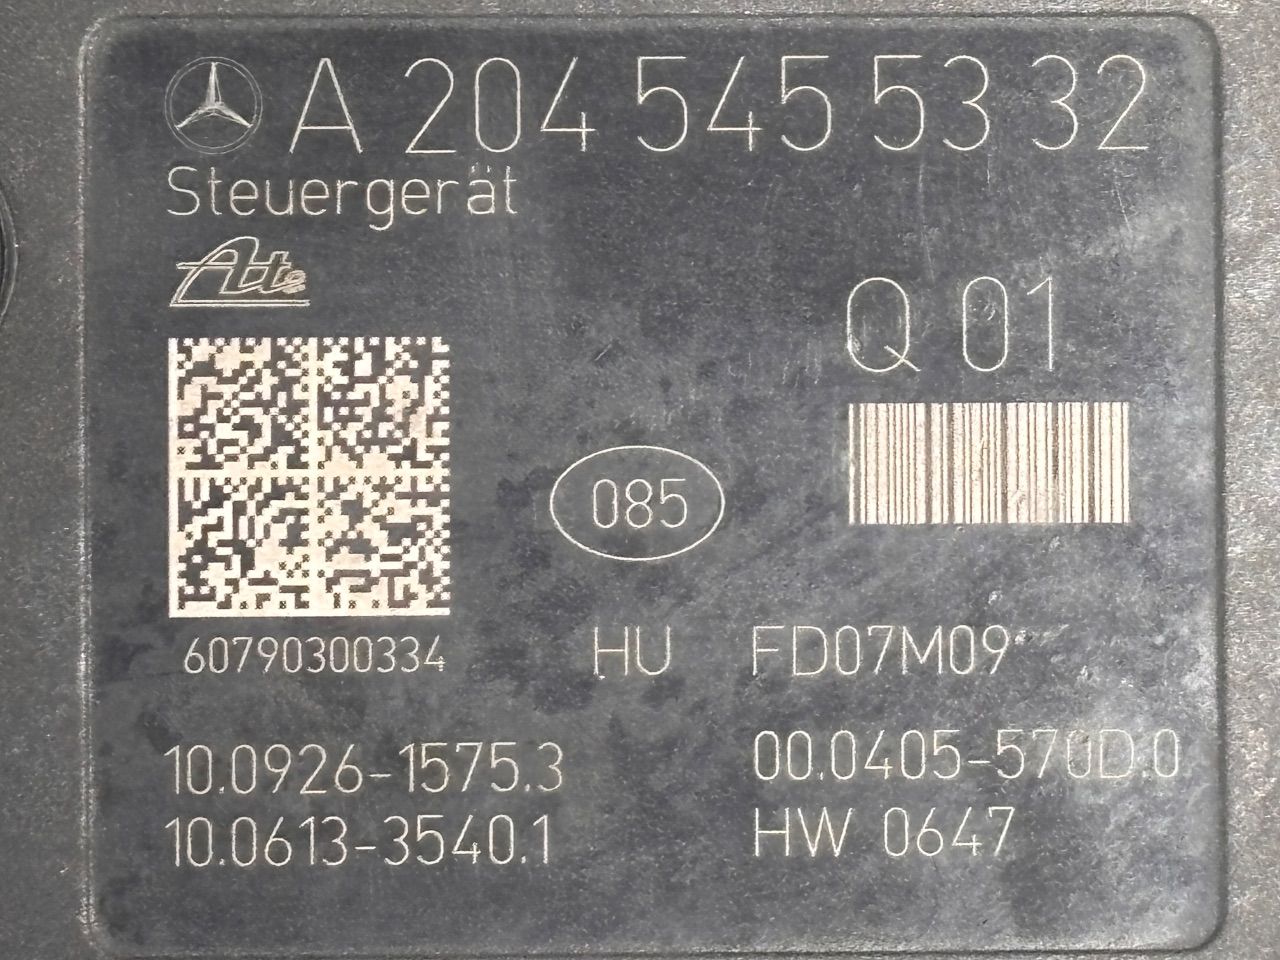 A 204 545 53 32
Steuergerät
Ate
Q 01
085
60790300334
HU FD07M09
10.0926-1575.3 00.0405-570D.0
10.0613-3540.1 HW 0647